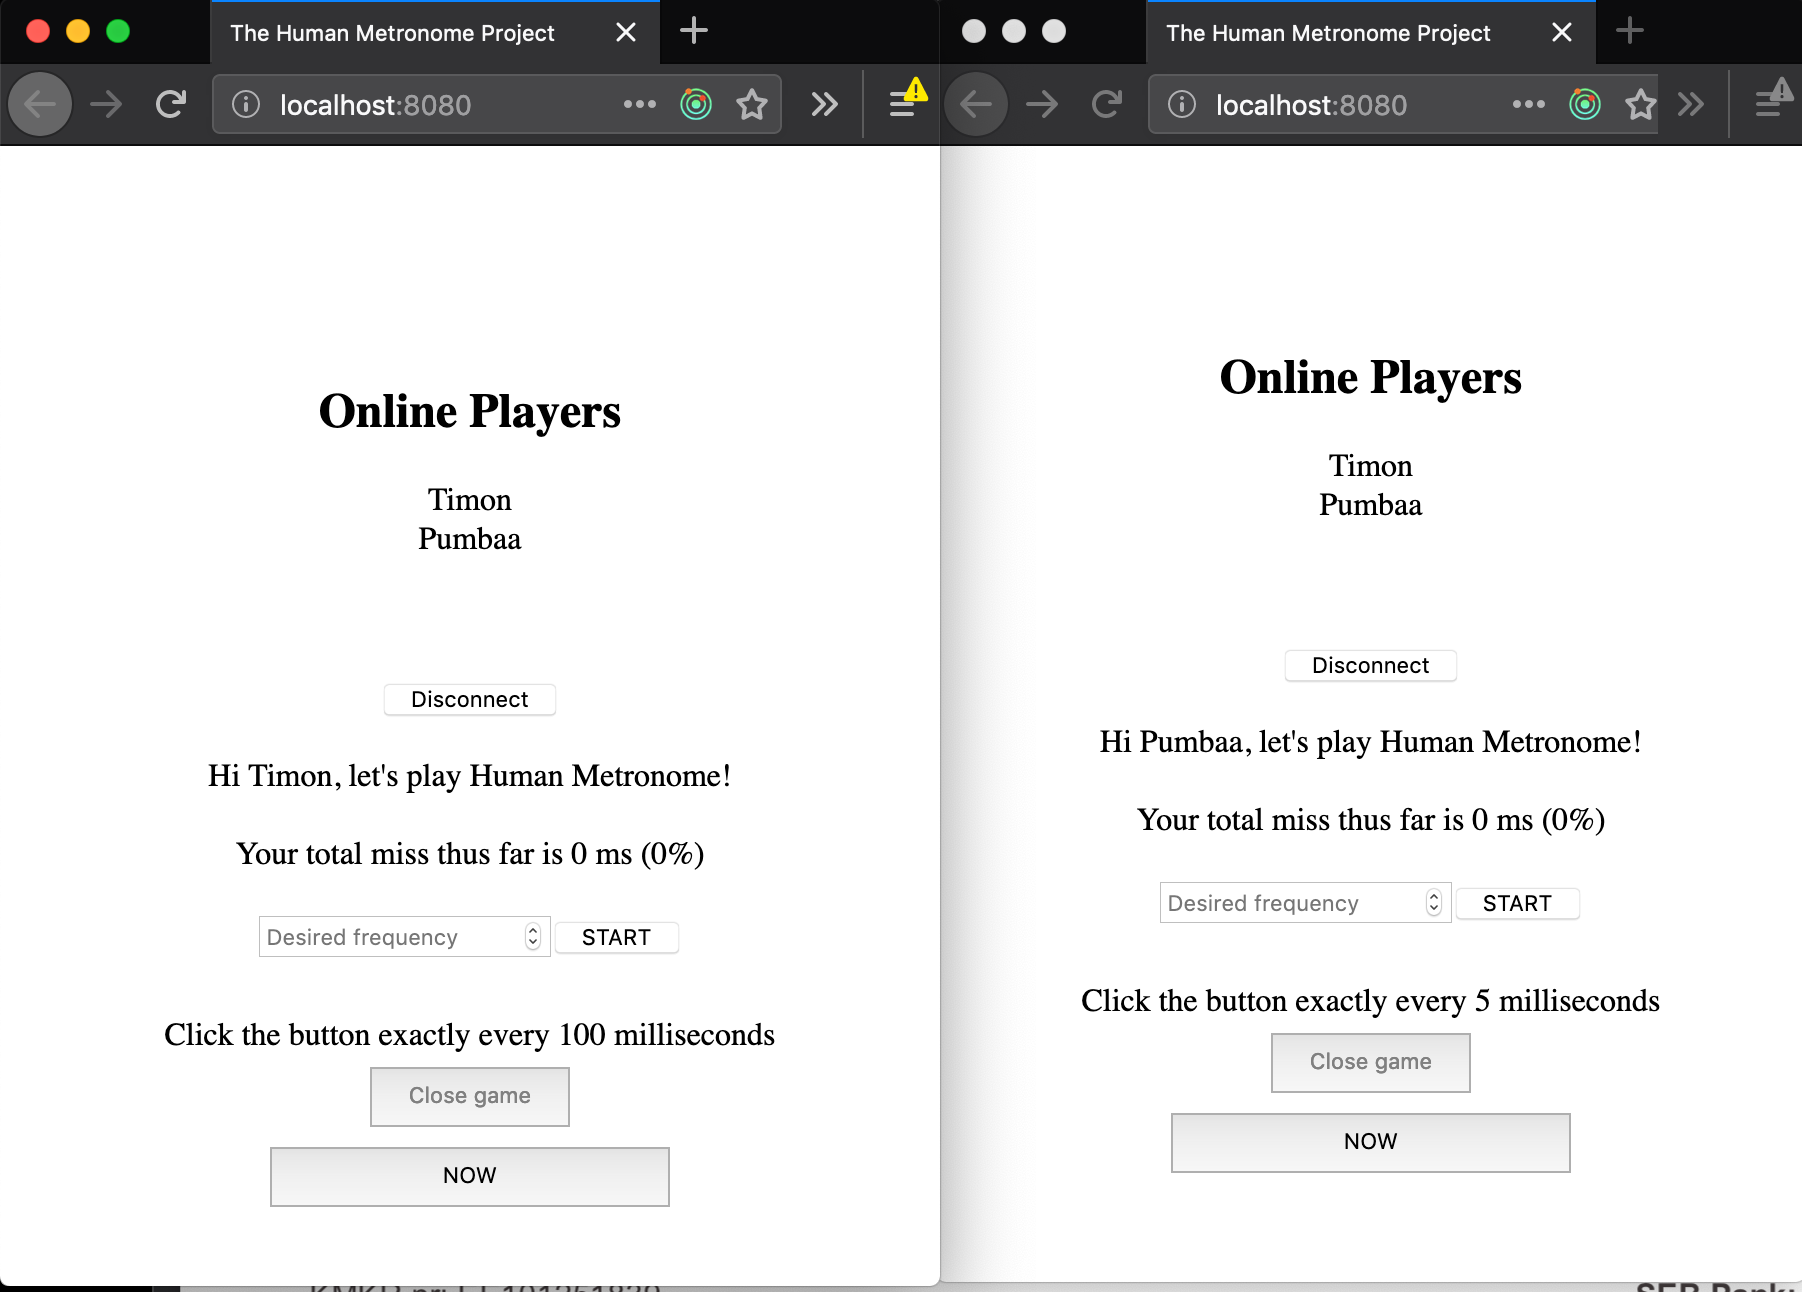 The Human Metronome Project
localhost:8080
Online Players
Timon
Pumbaa
Disconnect
Hi Timon, let's play Human Metronome!
Your total miss thus far is 0 ms (0%)
Desired frequency START
Click the button exactly every 100 milliseconds
Close game
NOW
The Human Metronome Project
localhost:8080
Online Players
Timon
Pumbaa
Disconnect
Hi Pumbaa, let's play Human Metronome!
Your total miss thus far is 0 ms (0%)
Desired frequency START
Click the button exactly every 5 milliseconds
Close game
NOW